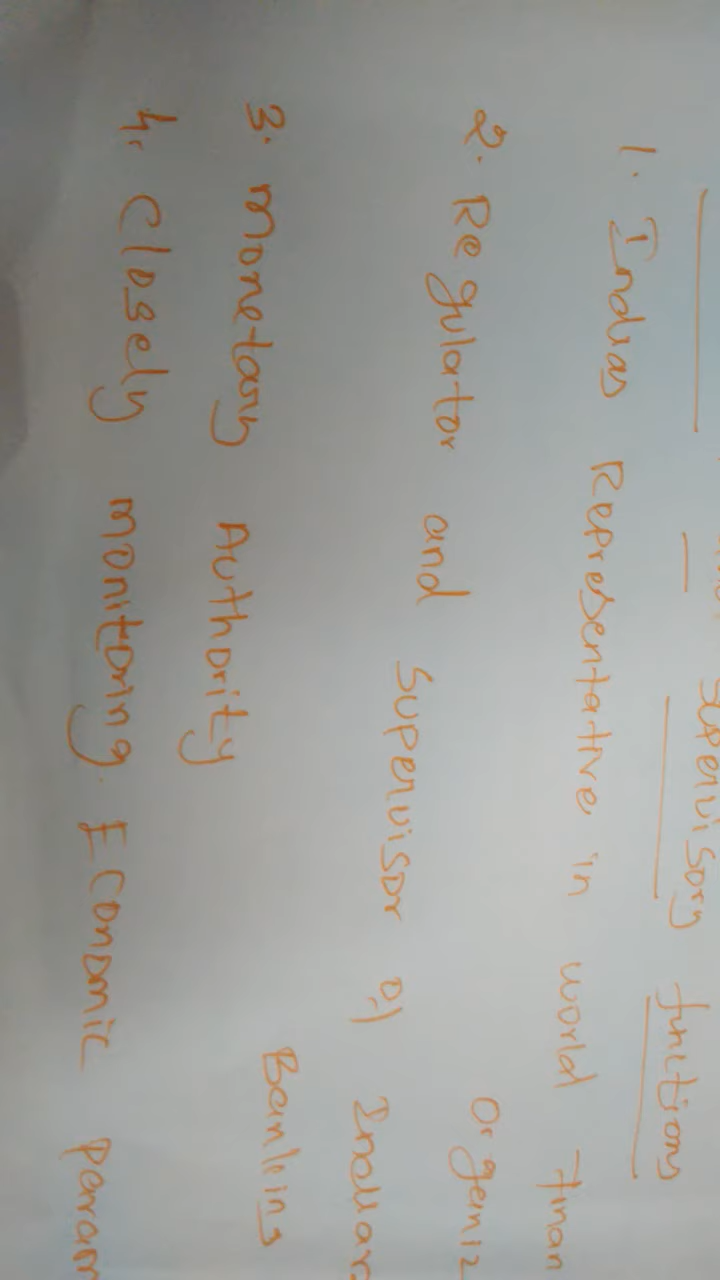 Supervisory functions
1. Indias Representative in world Finan
Orgeniz
2. Regulator and Supervisor of Indian
Banking
3. Monetary Authority
4. Closely monitoring Economic param